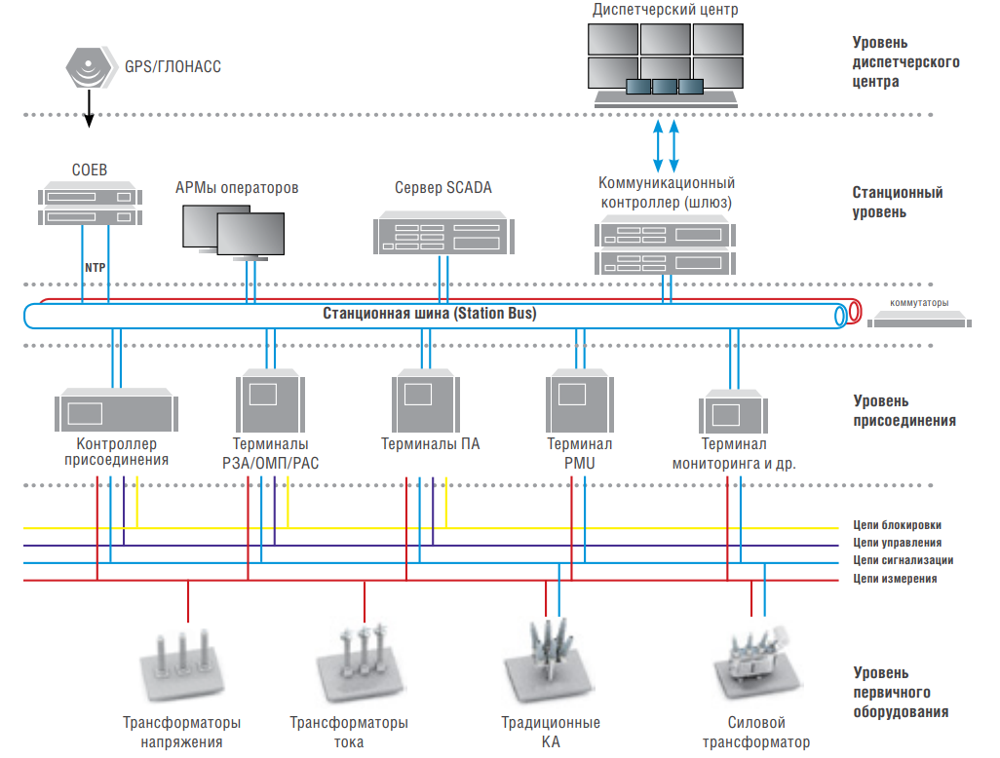 Диспетчерский центр
GPS/ГЛОНАСС
Уровень
диспетчерского
центра
СОЕВ
АРМы операторов
Сервер SCADA
Коммуникационный
контроллер (шлюз)
Станционный
уровень
NTP
Станционная шина (Station Bus)
коммутаторы
Контроллер
присоединения
Терминалы
РЗА/ОМП/РАС
Терминалы ПА
Терминал
PMU
Терминал
мониторинга и др.
Уровень
присоединения
Цепи блокировки
Цепи управления
Цепи сигнализации
Цепи измерения
Трансформаторы
напряжения
Трансформаторы
тока
Традиционные
КА
Силовой
трансформатор
Уровень
первичного
оборудования